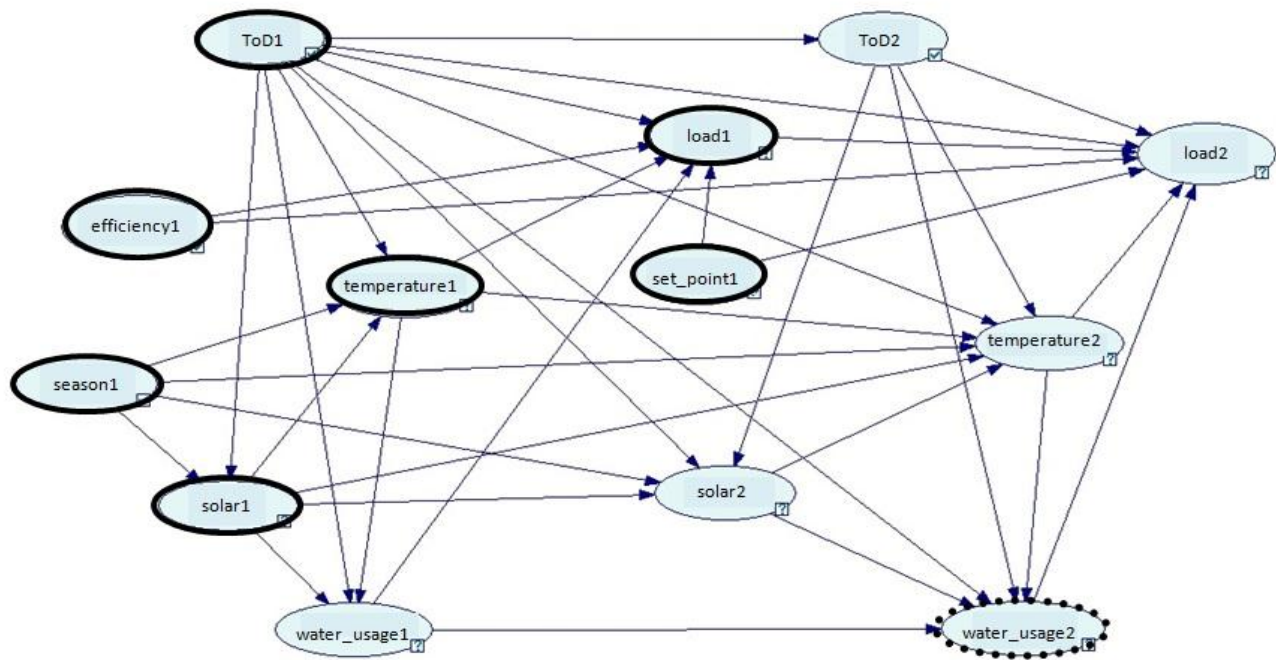 ToD1
ToD2
load1
load2
efficiency1
set_point1
temperature1
temperature2
season1
solar1
solar2
water_usage1
water_usage2